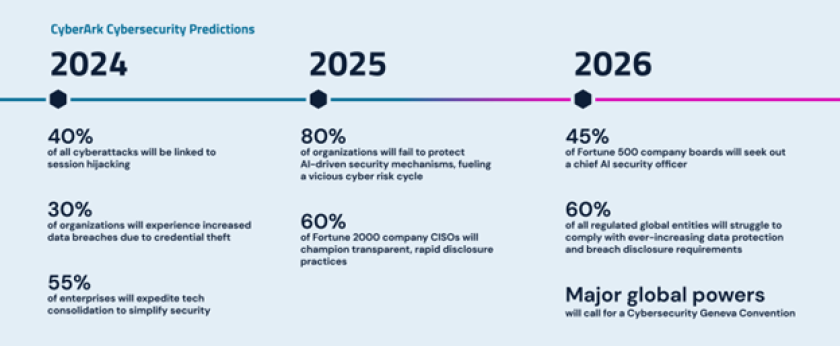 CyberArk Cybersecurity Predictions
2024
40%
of all cyberattacks will be linked to
session hijacking
30%
of organizations will experience increased
data breaches due to credential theft
55%
of enterprises will expedite tech
consolidation to simplify security
2025
80%
of organizations will fail to protect
AI-driven security mechanisms, fueling
a vicious cyber risk cycle
60%
of Fortune 2000 company CISOs will
champion transparent, rapid disclosure
practices
2026
45%
of Fortune 500 company boards will seek out
a chief AI security officer
60%
of all regulated global entities will struggle to
comply with ever-increasing data protection
and breach disclosure requirements
Major global powers
will call for a Cybersecurity Geneva Convention